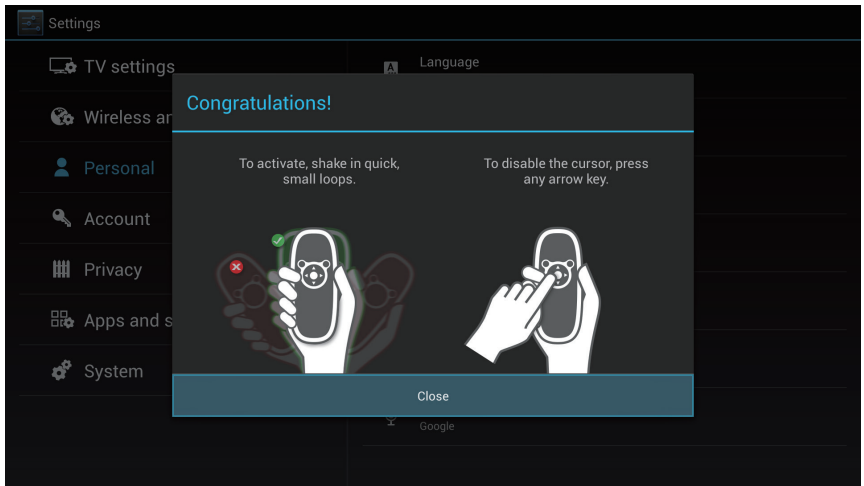 Settings
TV settings
Language
Wireless an
Personal
Account
Privacy
Apps and s
System
Congratulations!
To activate, shake in quick,
small loops.
To disable the cursor, press
any arrow key.
Close
Google